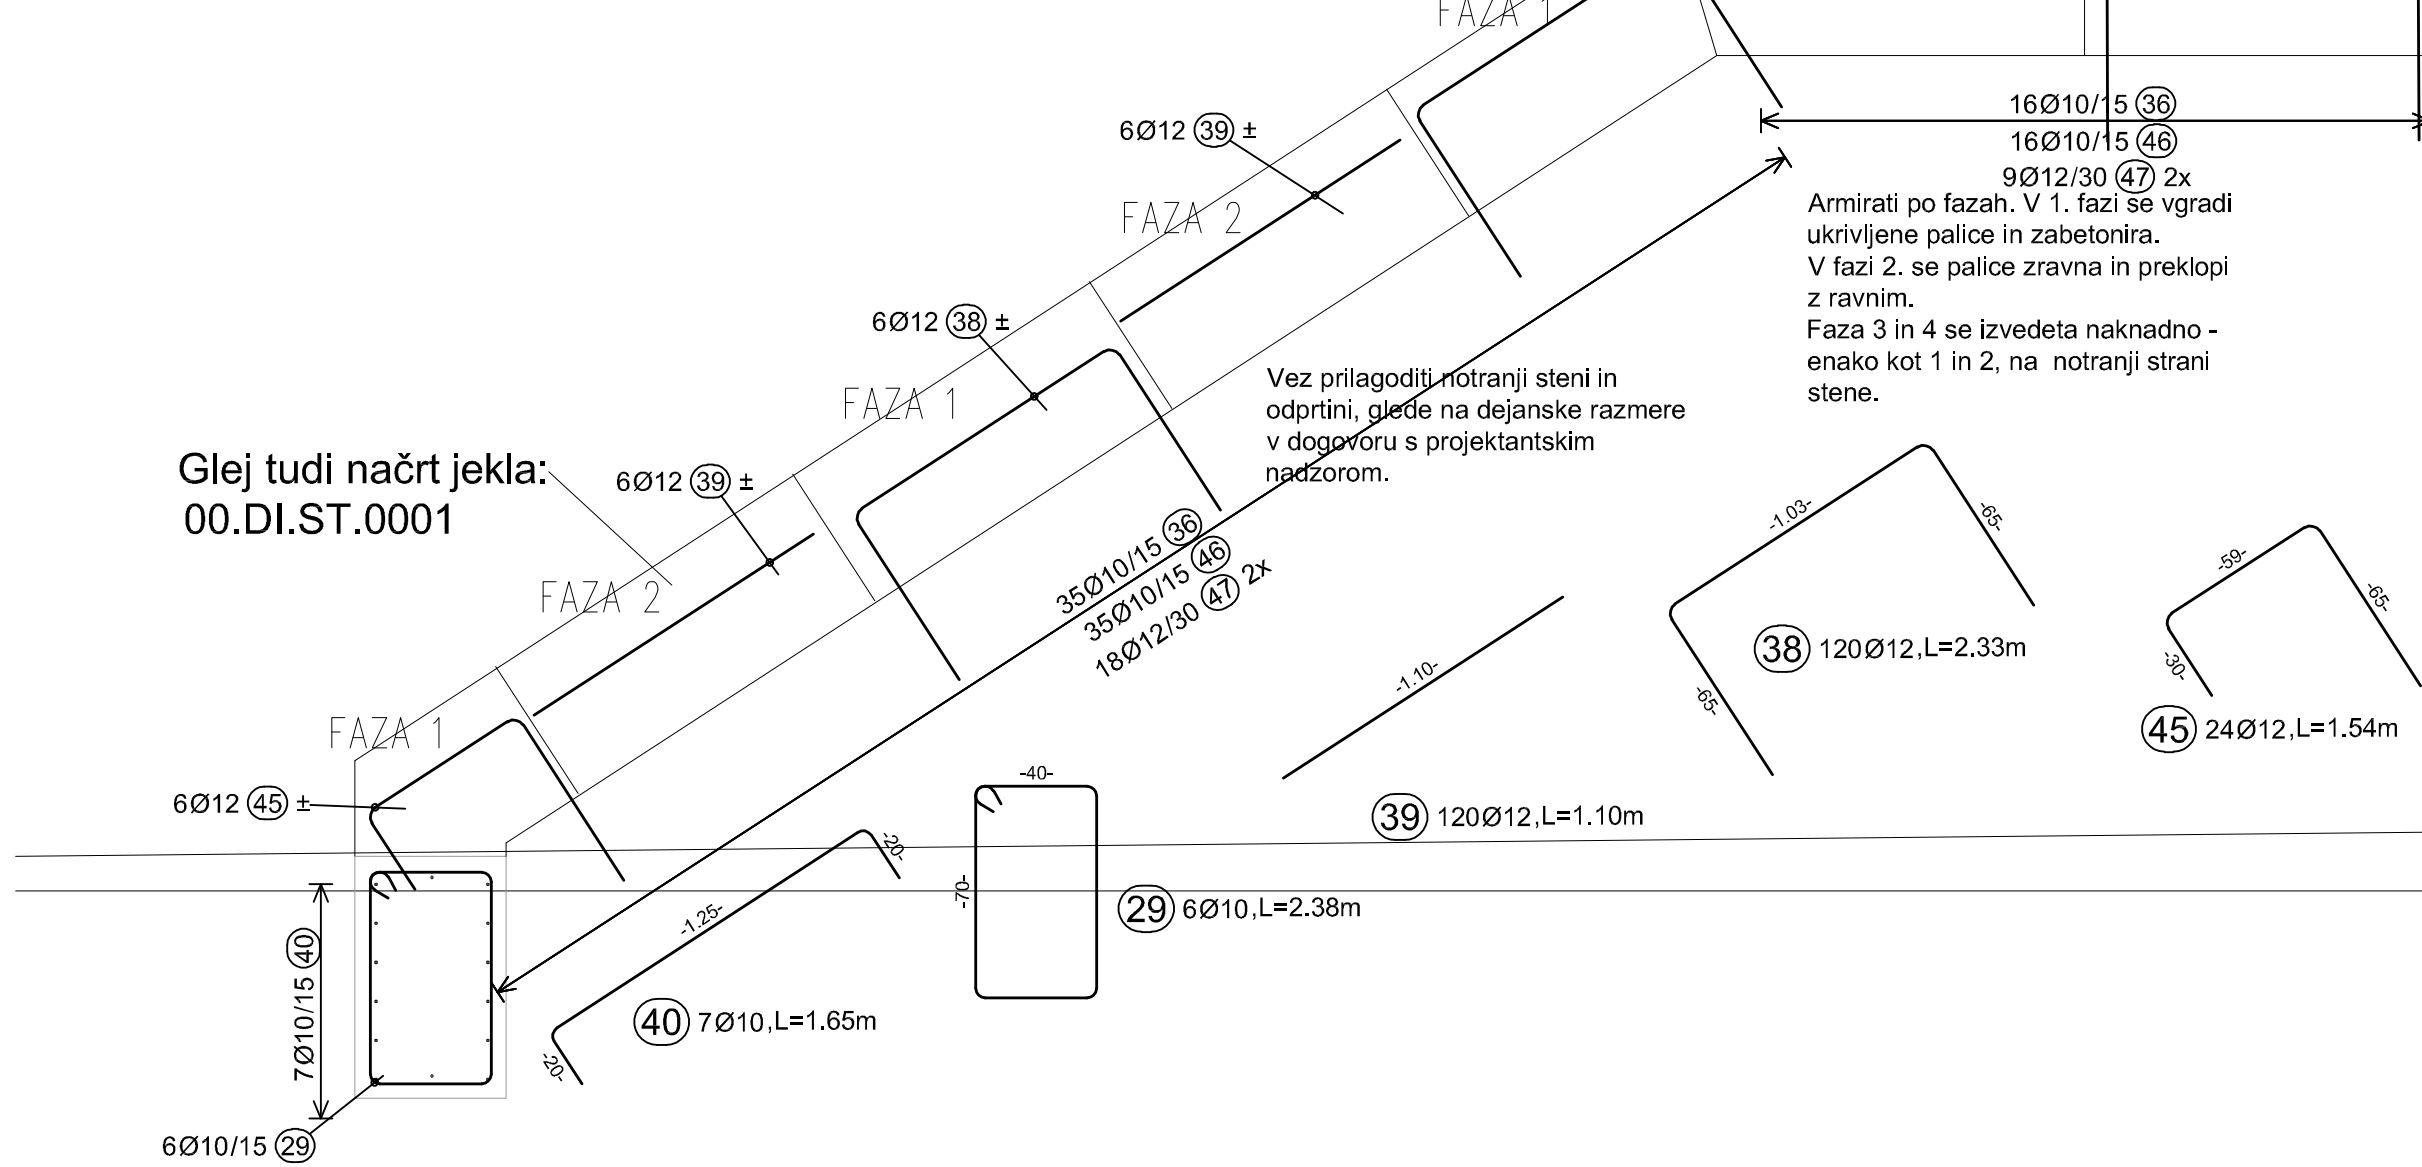 FAZA 1
16Ø10/15 36
16Ø10/15 46
9Ø12/30 47 2x
6Ø12 39 ±
FAZA 2
Armirati po fazah. V 1. fazi se vgradi
ukrivljene palice in zabetonira.
V fazi 2. se palice zravna in preklopi
z ravnim.
Faza 3 in 4 se izvedeta naknadno -
enako kot 1 in 2, na notranji strani
stene.
6Ø12 38 ±
FAZA 1
Vez prilagoditi notranji steni in
odprtini, glede na dejanske razmere
v dogovoru s projektantskim
nadzorom.
Glej tudi načrt jekla:
00.DI.ST.0001
6Ø12 39 ±
FAZA 2
35Ø10/15 36
35Ø10/15 46
18Ø12/30 47 2x
-1.03-
-65-
-65-
38 120Ø12,L=2.33m
-59-
-65-
-30-
45 24Ø12,L=1.54m
-1.10-
39 120Ø12,L=1.10m
FAZA 1
6Ø12 45 ±
-40-
-70-
29 6Ø10,L=2.38m
-20-
-1.25-
-20-
40 7Ø10,L=1.65m
7Ø10/15 40
6Ø10/15 29